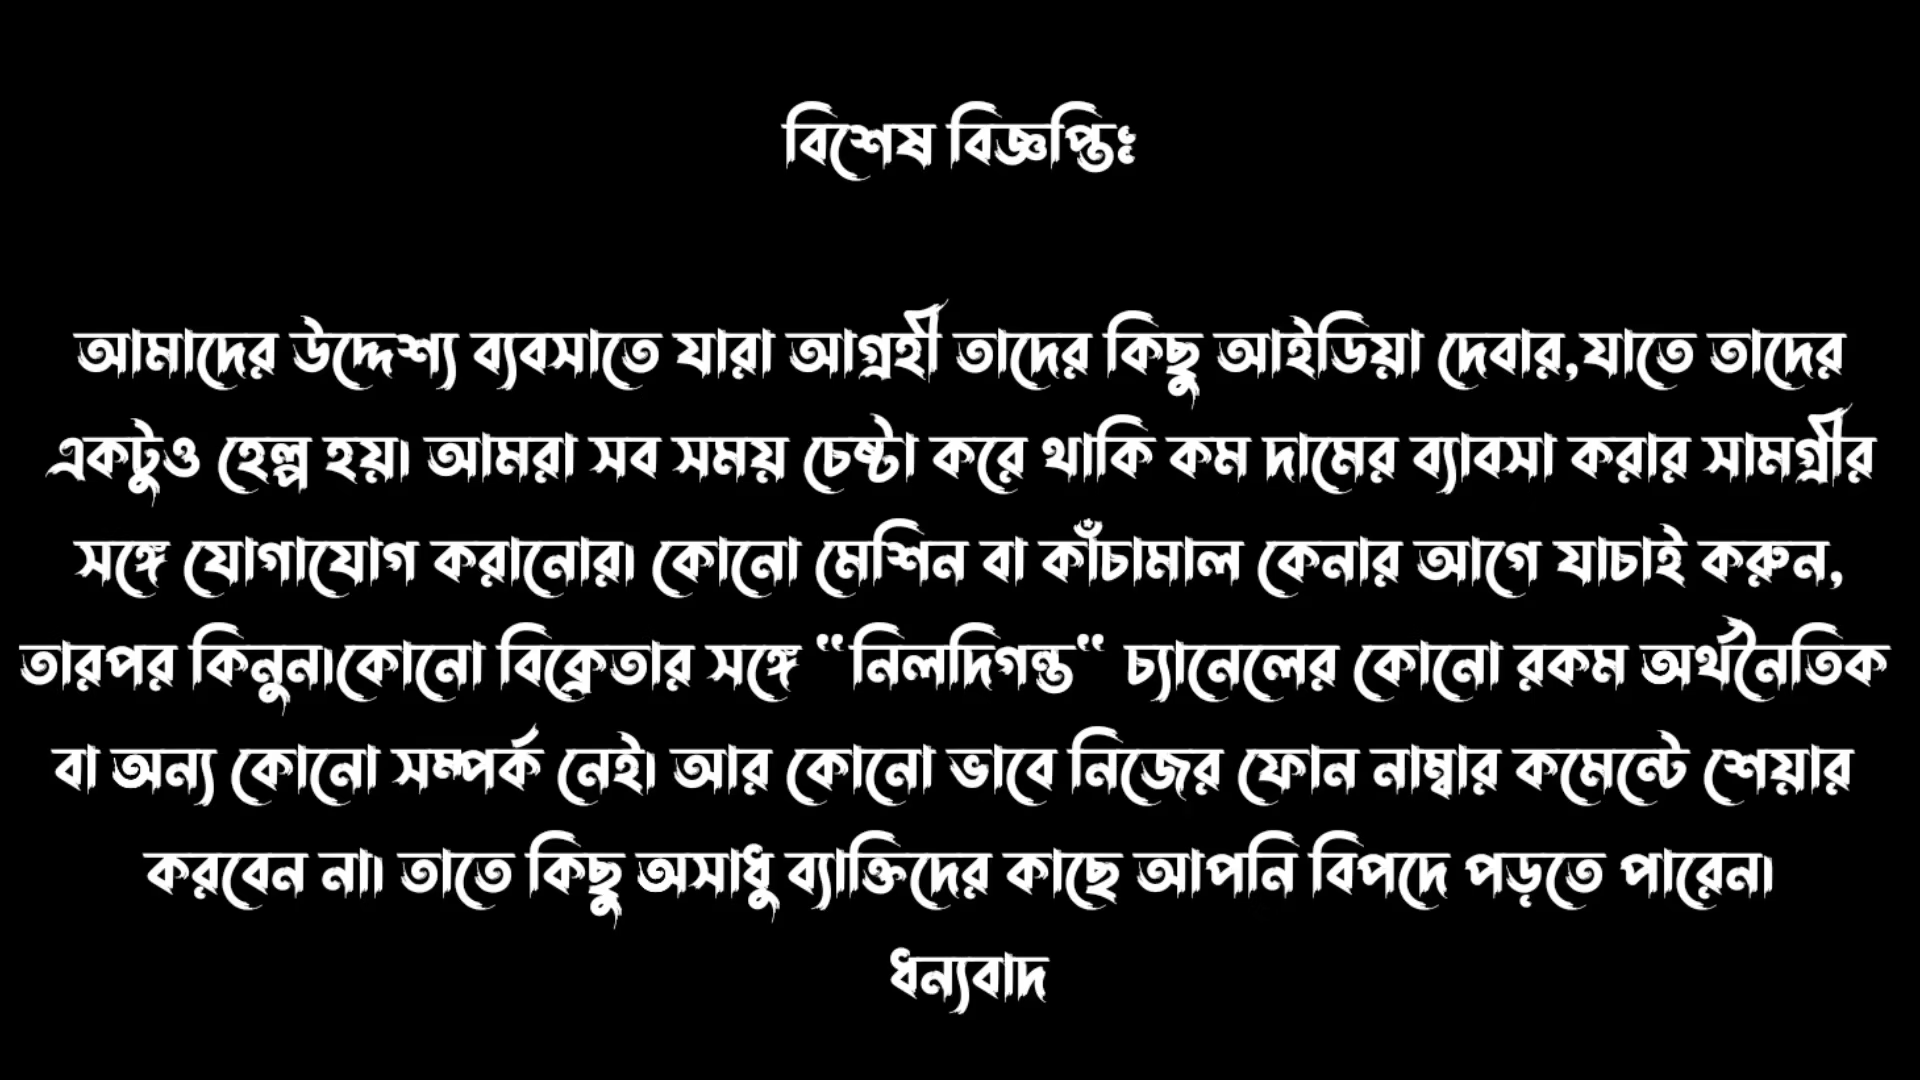 বিশেষ বিজ্ঞপ্তিঃ
আমাদের উদ্দেশ্য ব্যবসাতে যারা আগ্রহী তাদের কিছু আইডিয়া দেবার,যাতে তাদের
একটুও হেল্প হয়। আমরা সব সময় চেষ্টা করে থাকি কম দামের ব্যাবসা করার সামগ্রীর
সঙ্গে যোগাযোগ করানোর। কোনো মেশিন বা কাঁচামাল কেনার আগে যাচাই করুন,
তারপর কিনুন।কোনো বিক্রেতার সঙ্গে “নিলদিগন্ত“ চ্যানেলের কোনো রকম অর্থনৈতিক
বা অন্য কোনো সম্পর্ক নেই। আর কোনো ভাবে নিজের ফোন নাম্বার কমেন্টে শেয়ার
করবেন না। তাতে কিছু অসাধু ব্যাক্তিদের কাছে আপনি বিপদে পড়তে পারেন।
ধন্যবাদ